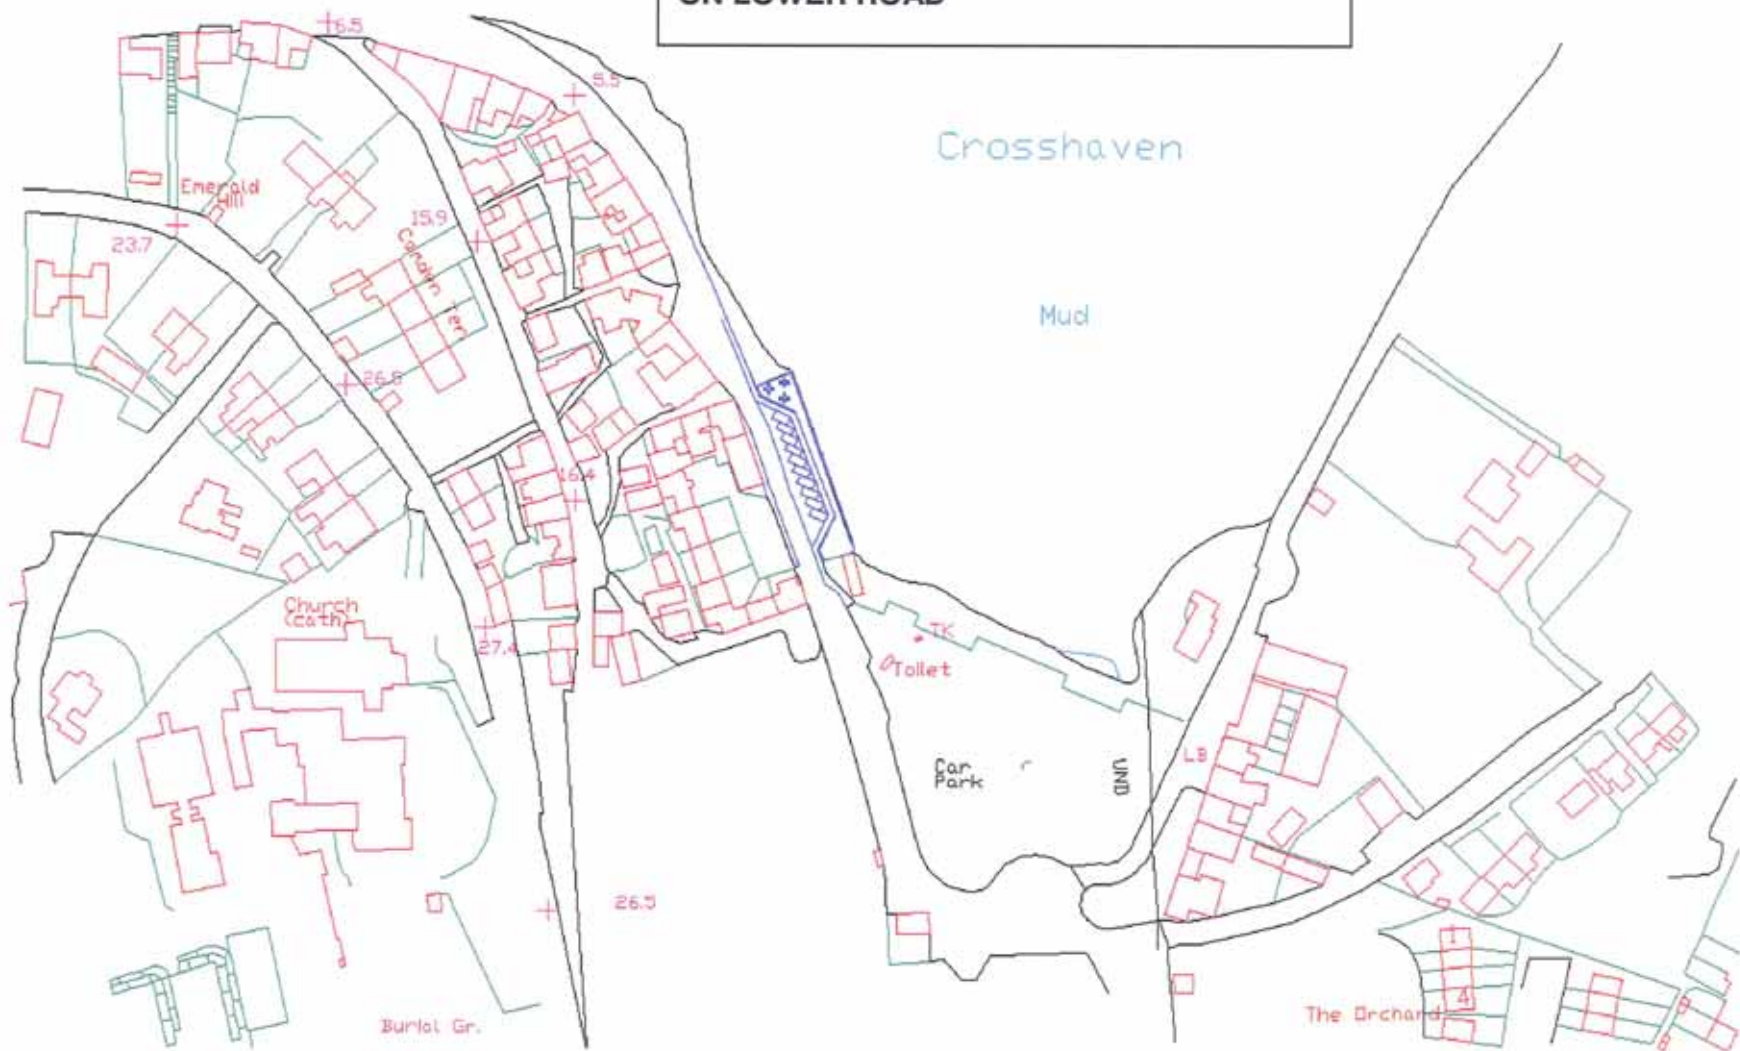 ON LOWER ROAD
6.5
5.5
Crosshaven
Emerald
Hill
15.9
23.7
Camden Ter
Mud
26.5
16.4
Church
(cath)
27.4
TK
Toilet
Car
Park
UND
LB
26.5
1
4
The Orchard
8
Burial Gr.